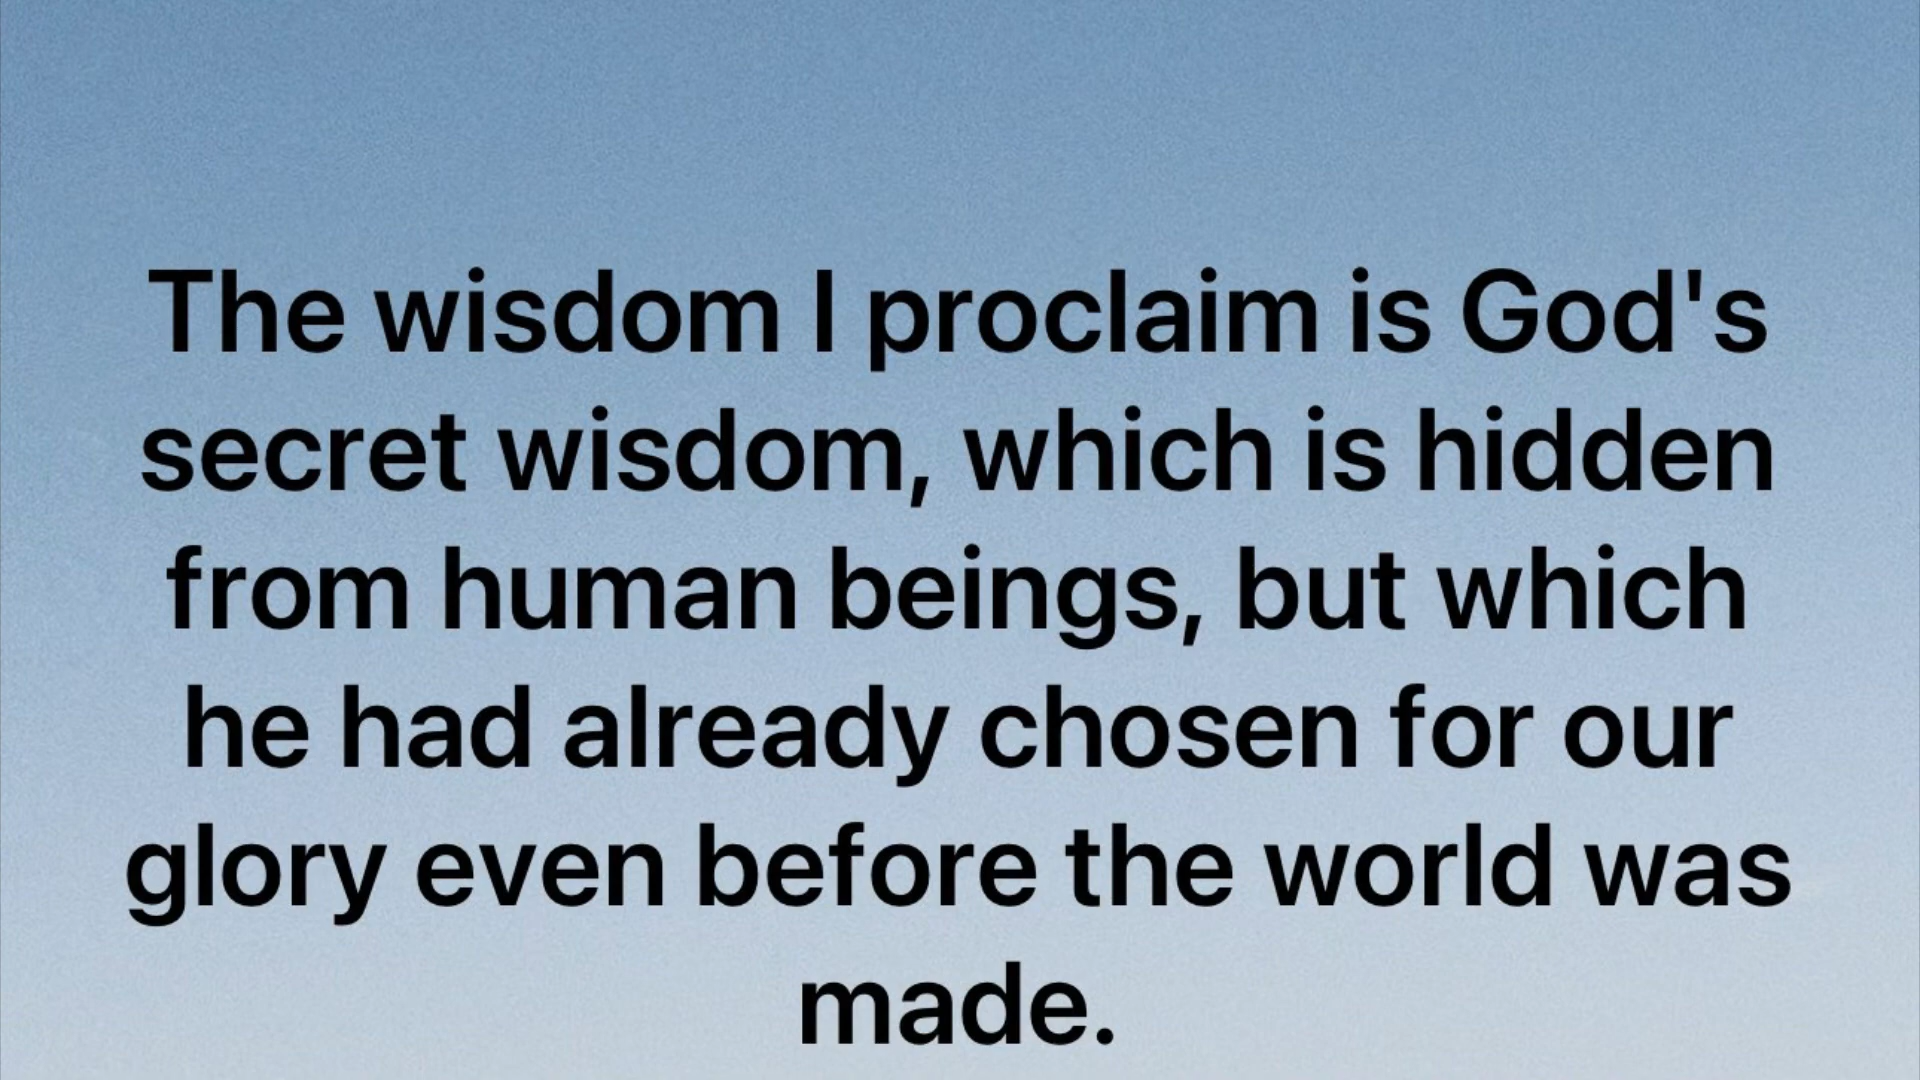 The wisdom I proclaim is God's
secret wisdom, which is hidden
from human beings, but which
he had already chosen for our
glory even before the world was
made.